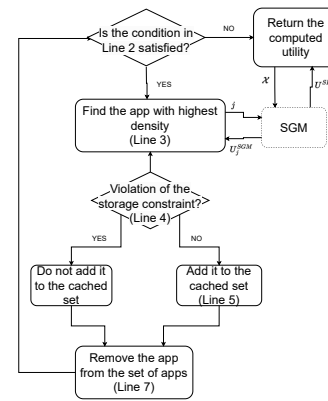 Is the condition in
Line 2 satisfied?
NO
Return the
computed
utility
YES
𝒳
Find the app with highest
density
(Line 3)
j
SGM
U_j^{SGM}
Violation of the
storage constraint?
(Line 4)
YES
NO
Do not add it
to the cached
set
Add it to the
cached set
(Line 5)
Remove the app
from the set of apps
(Line 7)